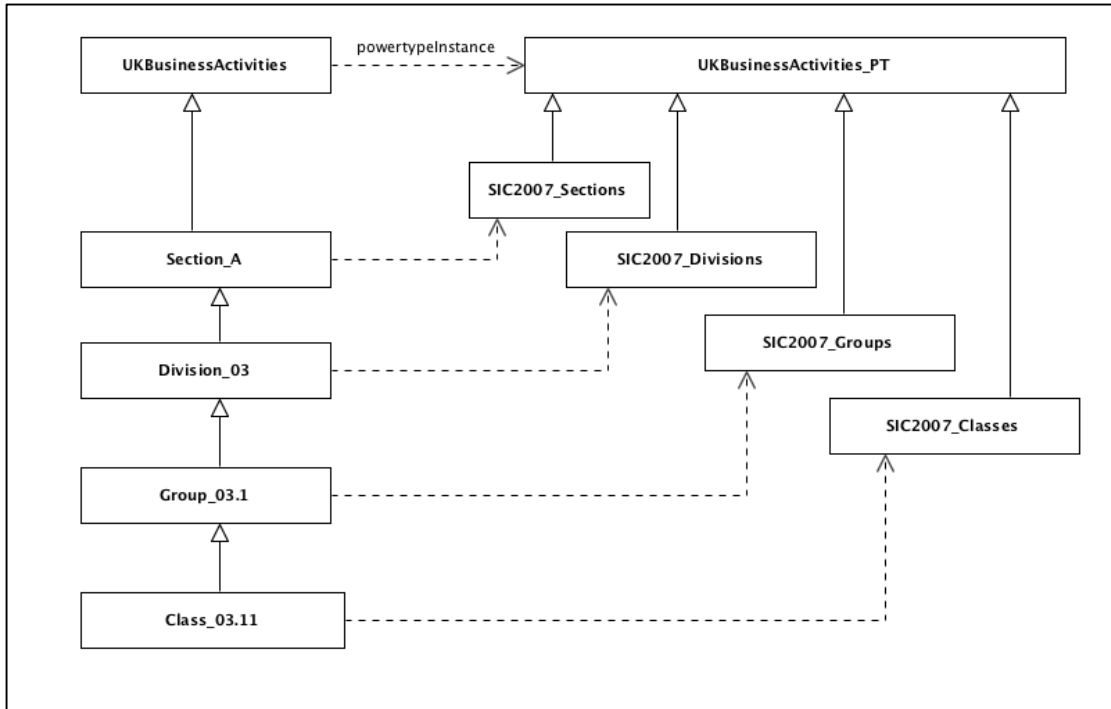 UKBusinessActivities
powertypeInstance
UKBusinessActivities_PT
SIC2007_Sections
Section_A
SIC2007_Divisions
Division_03
SIC2007_Groups
SIC2007_Classes
Group_03.1
Class_03.11